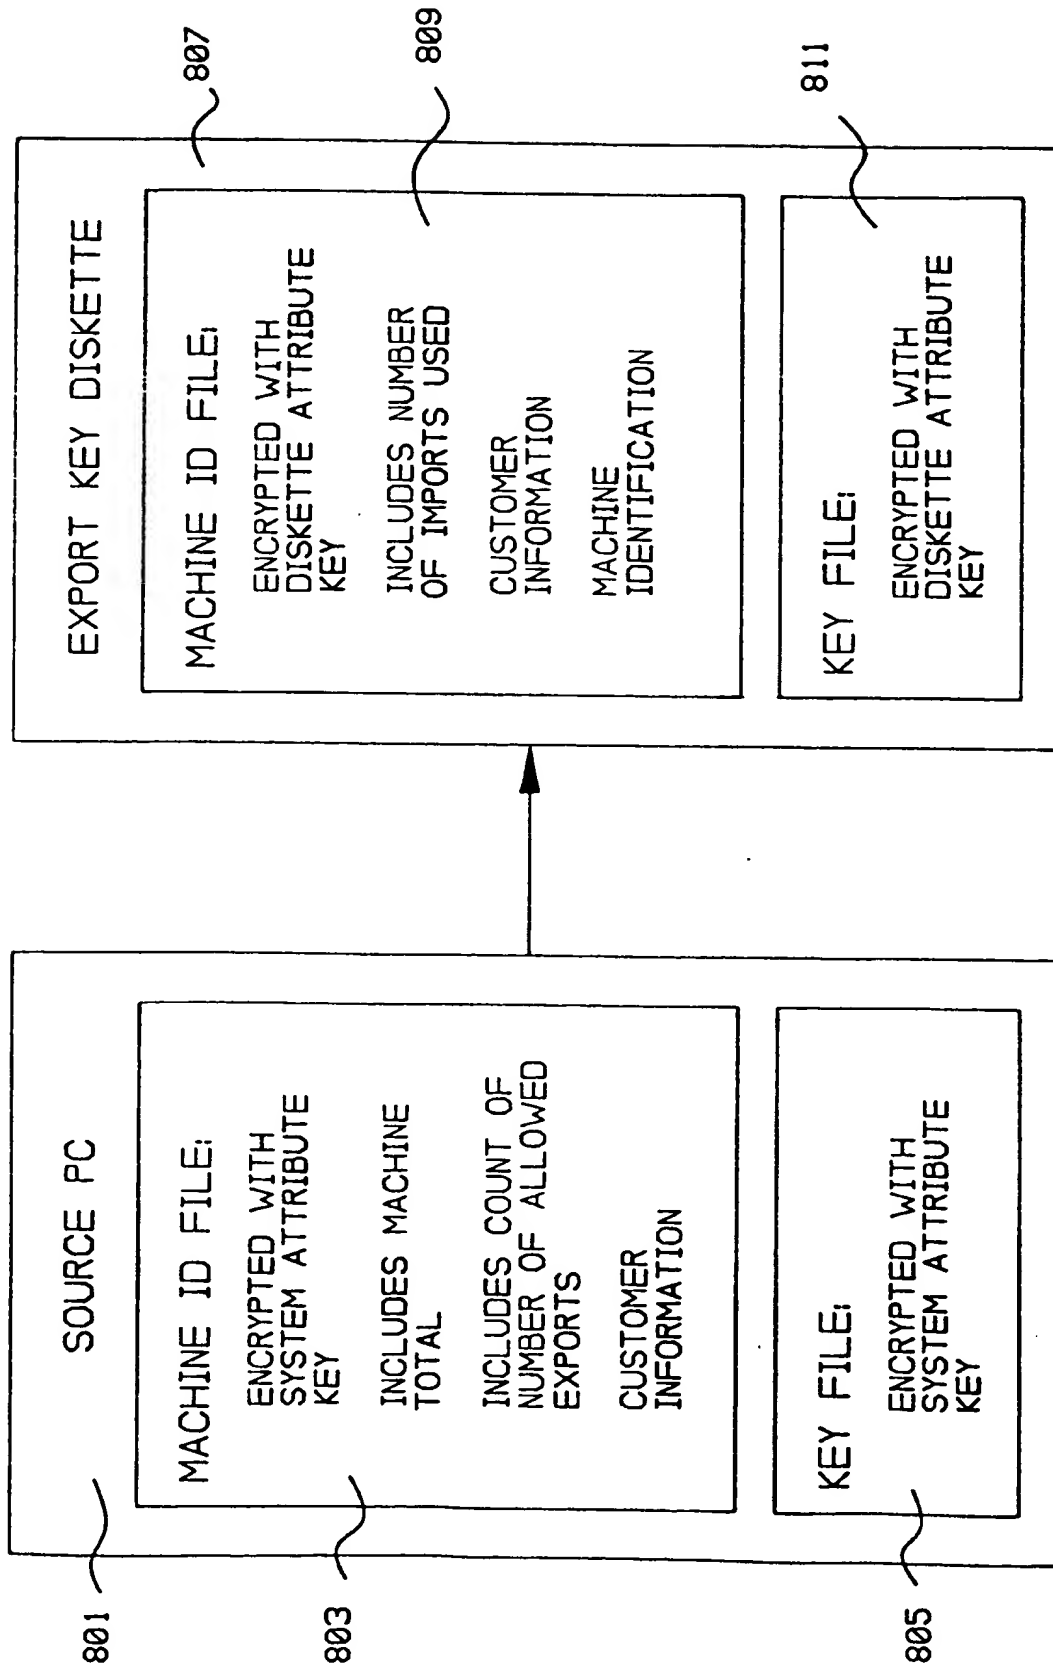 801
SOURCE PC
803
MACHINE ID FILE:
ENCRYPTED WITH
SYSTEM ATTRIBUTE
KEY
INCLUDES MACHINE
TOTAL
INCLUDES COUNT OF
NUMBER OF ALLOWED
EXPORTS
CUSTOMER
INFORMATION
805
KEY FILE:
ENCRYPTED WITH
SYSTEM ATTRIBUTE
KEY
EXPORT KEY DISKETTE
807
MACHINE ID FILE:
ENCRYPTED WITH
DISKETTE ATTRIBUTE
KEY
INCLUDES NUMBER
OF IMPORTS USED
CUSTOMER
INFORMATION
MACHINE
IDENTIFICATION
809
KEY FILE:
ENCRYPTED WITH
DISKETTE ATTRIBUTE
KEY
811